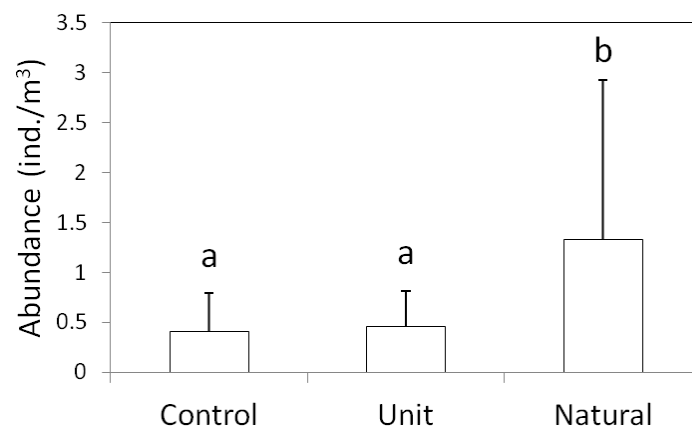 Abundance (ind./m³)
3.5
3
2.5
2
1.5
1
0.5
0
a
a
b
Control
Unit
Natural